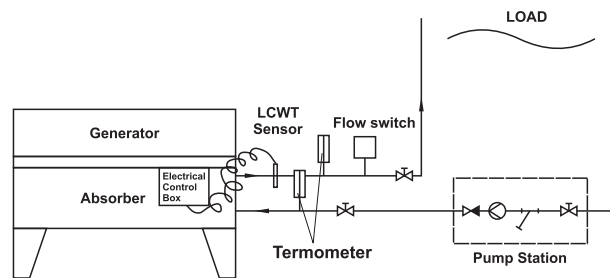 LOAD
LCWT
Sensor
Flow switch
Generator
Electrical
Control
Box
Absorber
Termometer
Pump Station